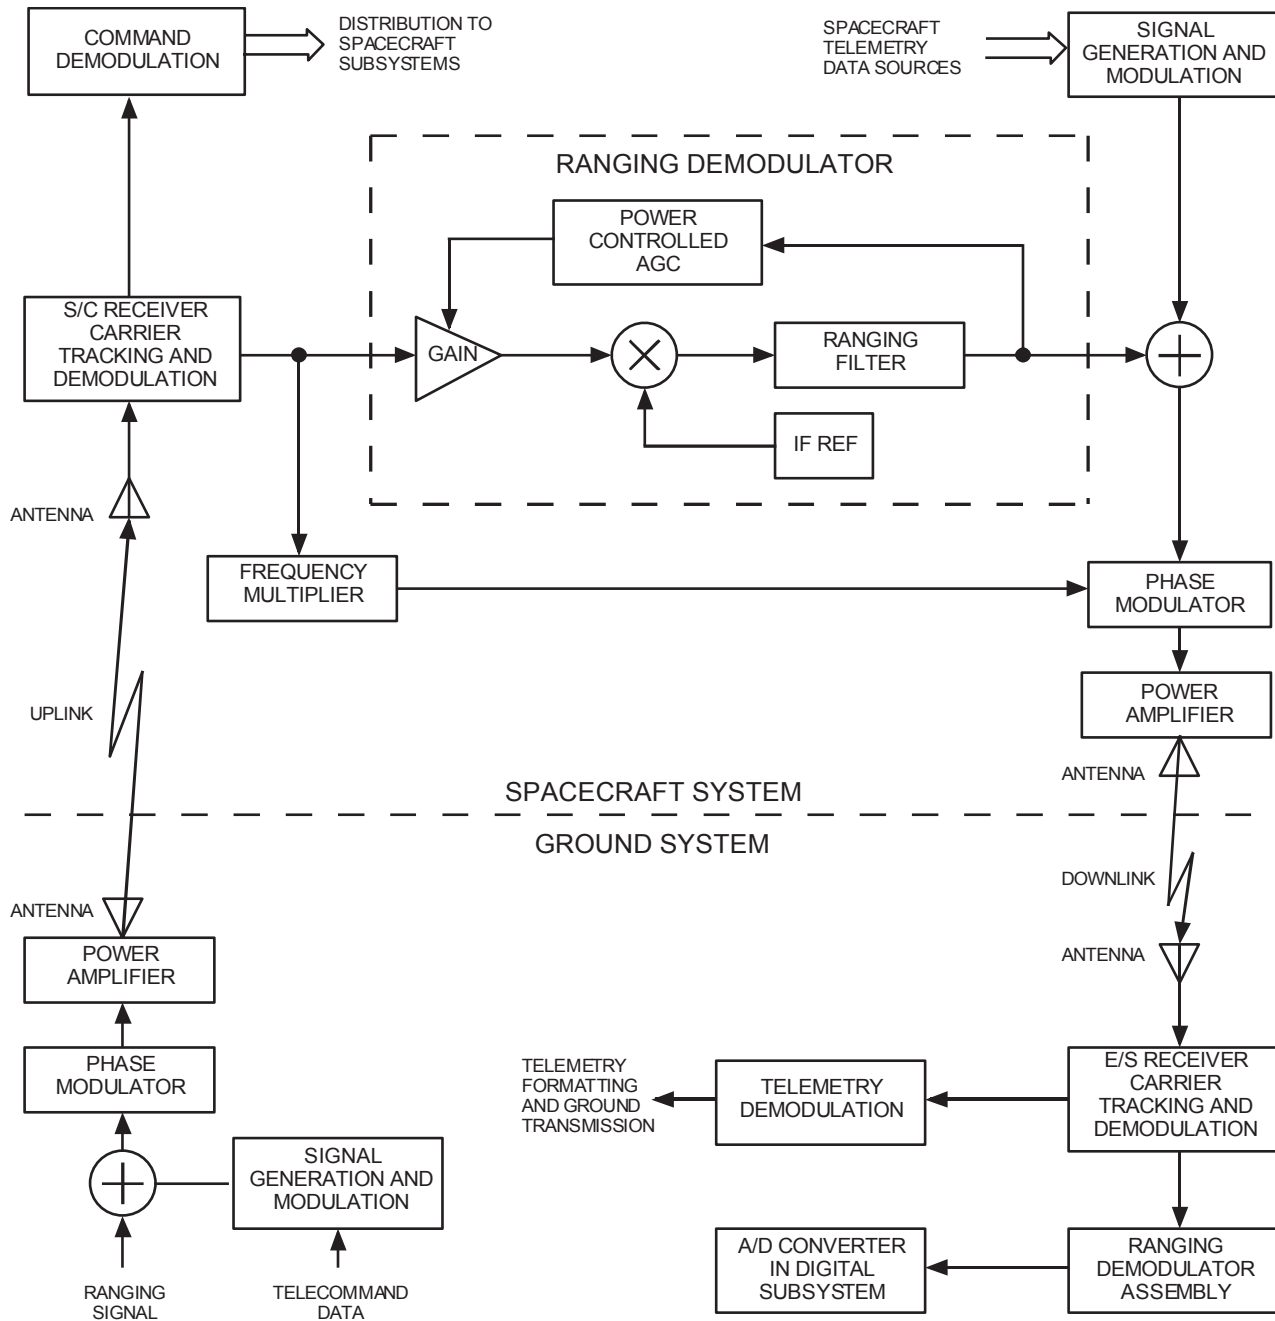 COMMAND
DEMODULATION
DISTRIBUTION TO
SPACECRAFT
SUBSYSTEMS
SPACECRAFT
TELEMETRY
DATA SOURCES
SIGNAL
GENERATION AND
MODULATION
RANGING DEMODULATOR
POWER
CONTROLLED
AGC
S/C RECEIVER
CARRIER
TRACKING AND
DEMODULATION
GAIN
RANGING
FILTER
IF REF
ANTENNA
FREQUENCY
MULTIPLIER
PHASE
MODULATOR
UPLINK
POWER
AMPLIFIER
ANTENNA
SPACECRAFT SYSTEM
GROUND SYSTEM
DOWNLINK
ANTENNA
POWER
AMPLIFIER
ANTENNA
PHASE
MODULATOR
TELEMETRY
FORMATTING
AND GROUND
TRANSMISSION
TELEMETRY
DEMODULATION
E/S RECEIVER
CARRIER
TRACKING AND
DEMODULATION
SIGNAL
GENERATION AND
MODULATION
A/D CONVERTER
IN DIGITAL
SUBSYSTEM
RANGING
DEMODULATOR
ASSEMBLY
RANGING
SIGNAL
TELECOMMAND
DATA